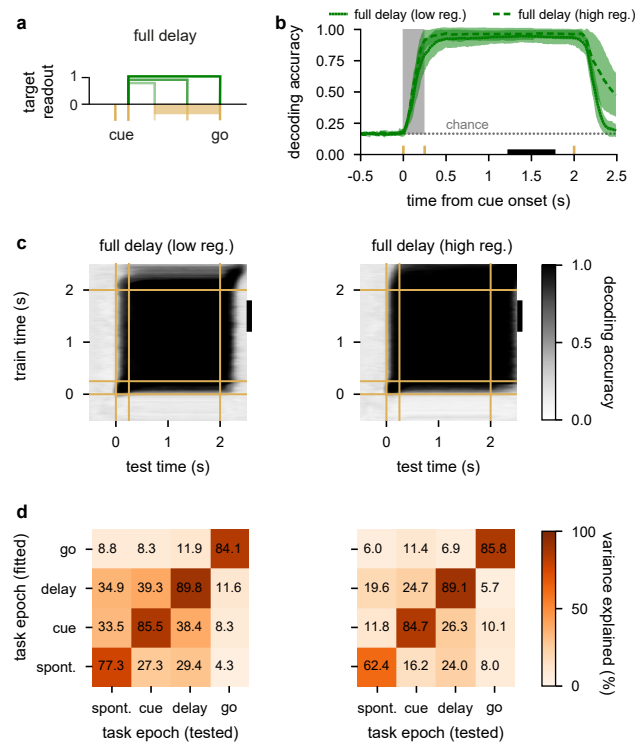 a
full delay
target
readout
1
0
cue
go
b
full delay (low reg.)
full delay (high reg.)
decoding accuracy
1.00
0.75
0.50
0.25
0.00
chance
-0.5
0
0.5
1.0
1.5
2.0
2.5
time from cue onset (s)
c
full delay (low reg.)
full delay (high reg.)
train time (s)
2
1
0
0
1
2
test time (s)
0
1
2
test time (s)
1.0
0.5
0.0
decoding accuracy
d
task epoch (fitted)
go
8.8 8.3 11.9 84.1
delay
34.9 39.3 89.8 11.6
cue
33.5 85.5 38.4 8.3
spont.
77.3 27.3 29.4 4.3
spont. cue delay go
task epoch (tested)
6.0 11.4 6.9 85.8
19.6 24.7 89.1 5.7
11.8 84.7 26.3 10.1
62.4 16.2 24.0 8.0
spont. cue delay go
task epoch (tested)
100
50
0
variance
explained (%)